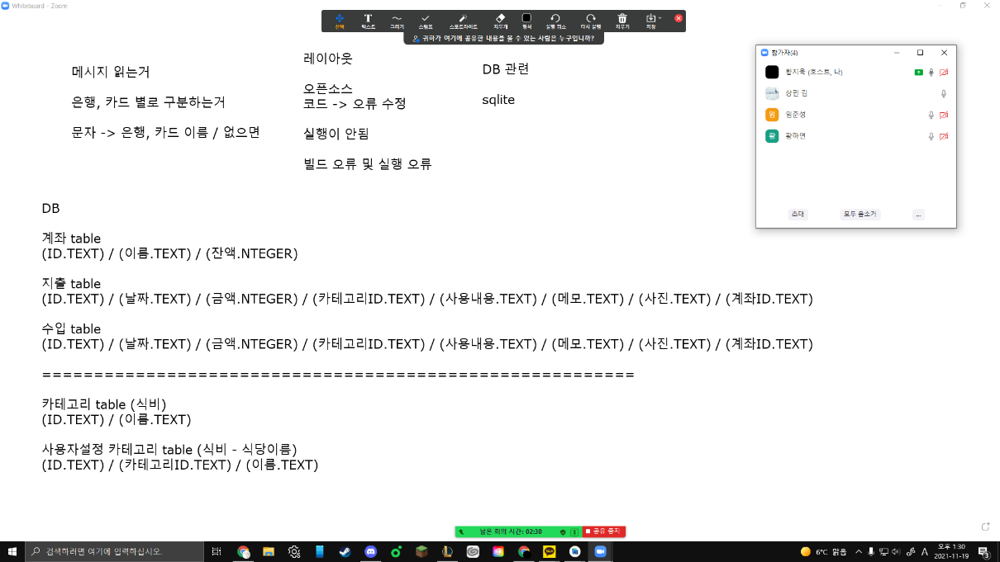 Whiteboard - Zoom
선택
텍스트
그리기
스탬프
스포트라이트
지우개
형식
실행 취소
다시 실행
지우기
저장
귀하가 여기에 공유한 내용을 볼 수 있는 사람은 누구입니까?
메시지 읽는거
은행, 카드 별로 구분하는거
문자 -> 은행, 카드 이름 / 없으면
레이아웃
오픈소스
코드 -> 오류 수정
실행이 안됨
빌드 오류 및 실행 오류
DB 관련
sqlite
참가자(4)
황지욱 (호스트, 나)
상민 김
임
임준성
황
황하연
초대
모두 음소거
...
DB
계좌 table
(ID.TEXT) / (이름.TEXT) / (잔액.NTEGER)
지출 table
(ID.TEXT) / (날짜.TEXT) / (금액.NTEGER) / (카테고리ID.TEXT) / (사용내용.TEXT) / (메모.TEXT) / (사진.TEXT) / (계좌ID.TEXT)
수입 table
(ID.TEXT) / (날짜.TEXT) / (금액.NTEGER) / (카테고리ID.TEXT) / (사용내용.TEXT) / (메모.TEXT) / (사진.TEXT) / (계좌ID.TEXT)
=========================================================
카테고리 table (식비)
(ID.TEXT) / (이름.TEXT)
사용자설정 카테고리 table (식비 - 식당이름)
(ID.TEXT) / (카테고리ID.TEXT) / (이름.TEXT)
남은 회의 시간: 02:30
공유 중지
검색하려면 여기에 입력하십시오.
6°C 맑음
A
오후 1:30
2021-11-19
3